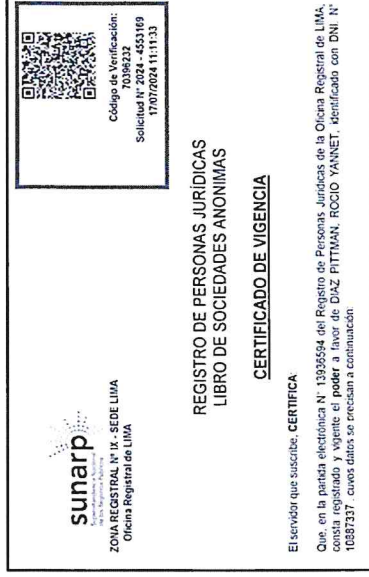 sunarp
Superintendencia Nacional
de los Registros Públicos
ZONA REGISTRAL N° IX - SEDE LIMA
Oficina Registral de LIMA
Código de Verificación:
70396232
Solicitud N° 2024 - 4553169
17/07/2024 11:11:33
REGISTRO DE PERSONAS JURÍDICAS
LIBRO DE SOCIEDADES ANONIMAS
CERTIFICADO DE VIGENCIA
El servidor que suscribe, CERTIFICA:
Que, en la partida electrónica N° 13936594 del Registro de Personas Juridicas de la Oficina Registral de LIMA,
consta registrado y vigente el poder a favor de DIAZ PITTMAN, ROCIO YANNET, identificado con DNI. N°
10887337 , cuyos datos se precisan a continuación: